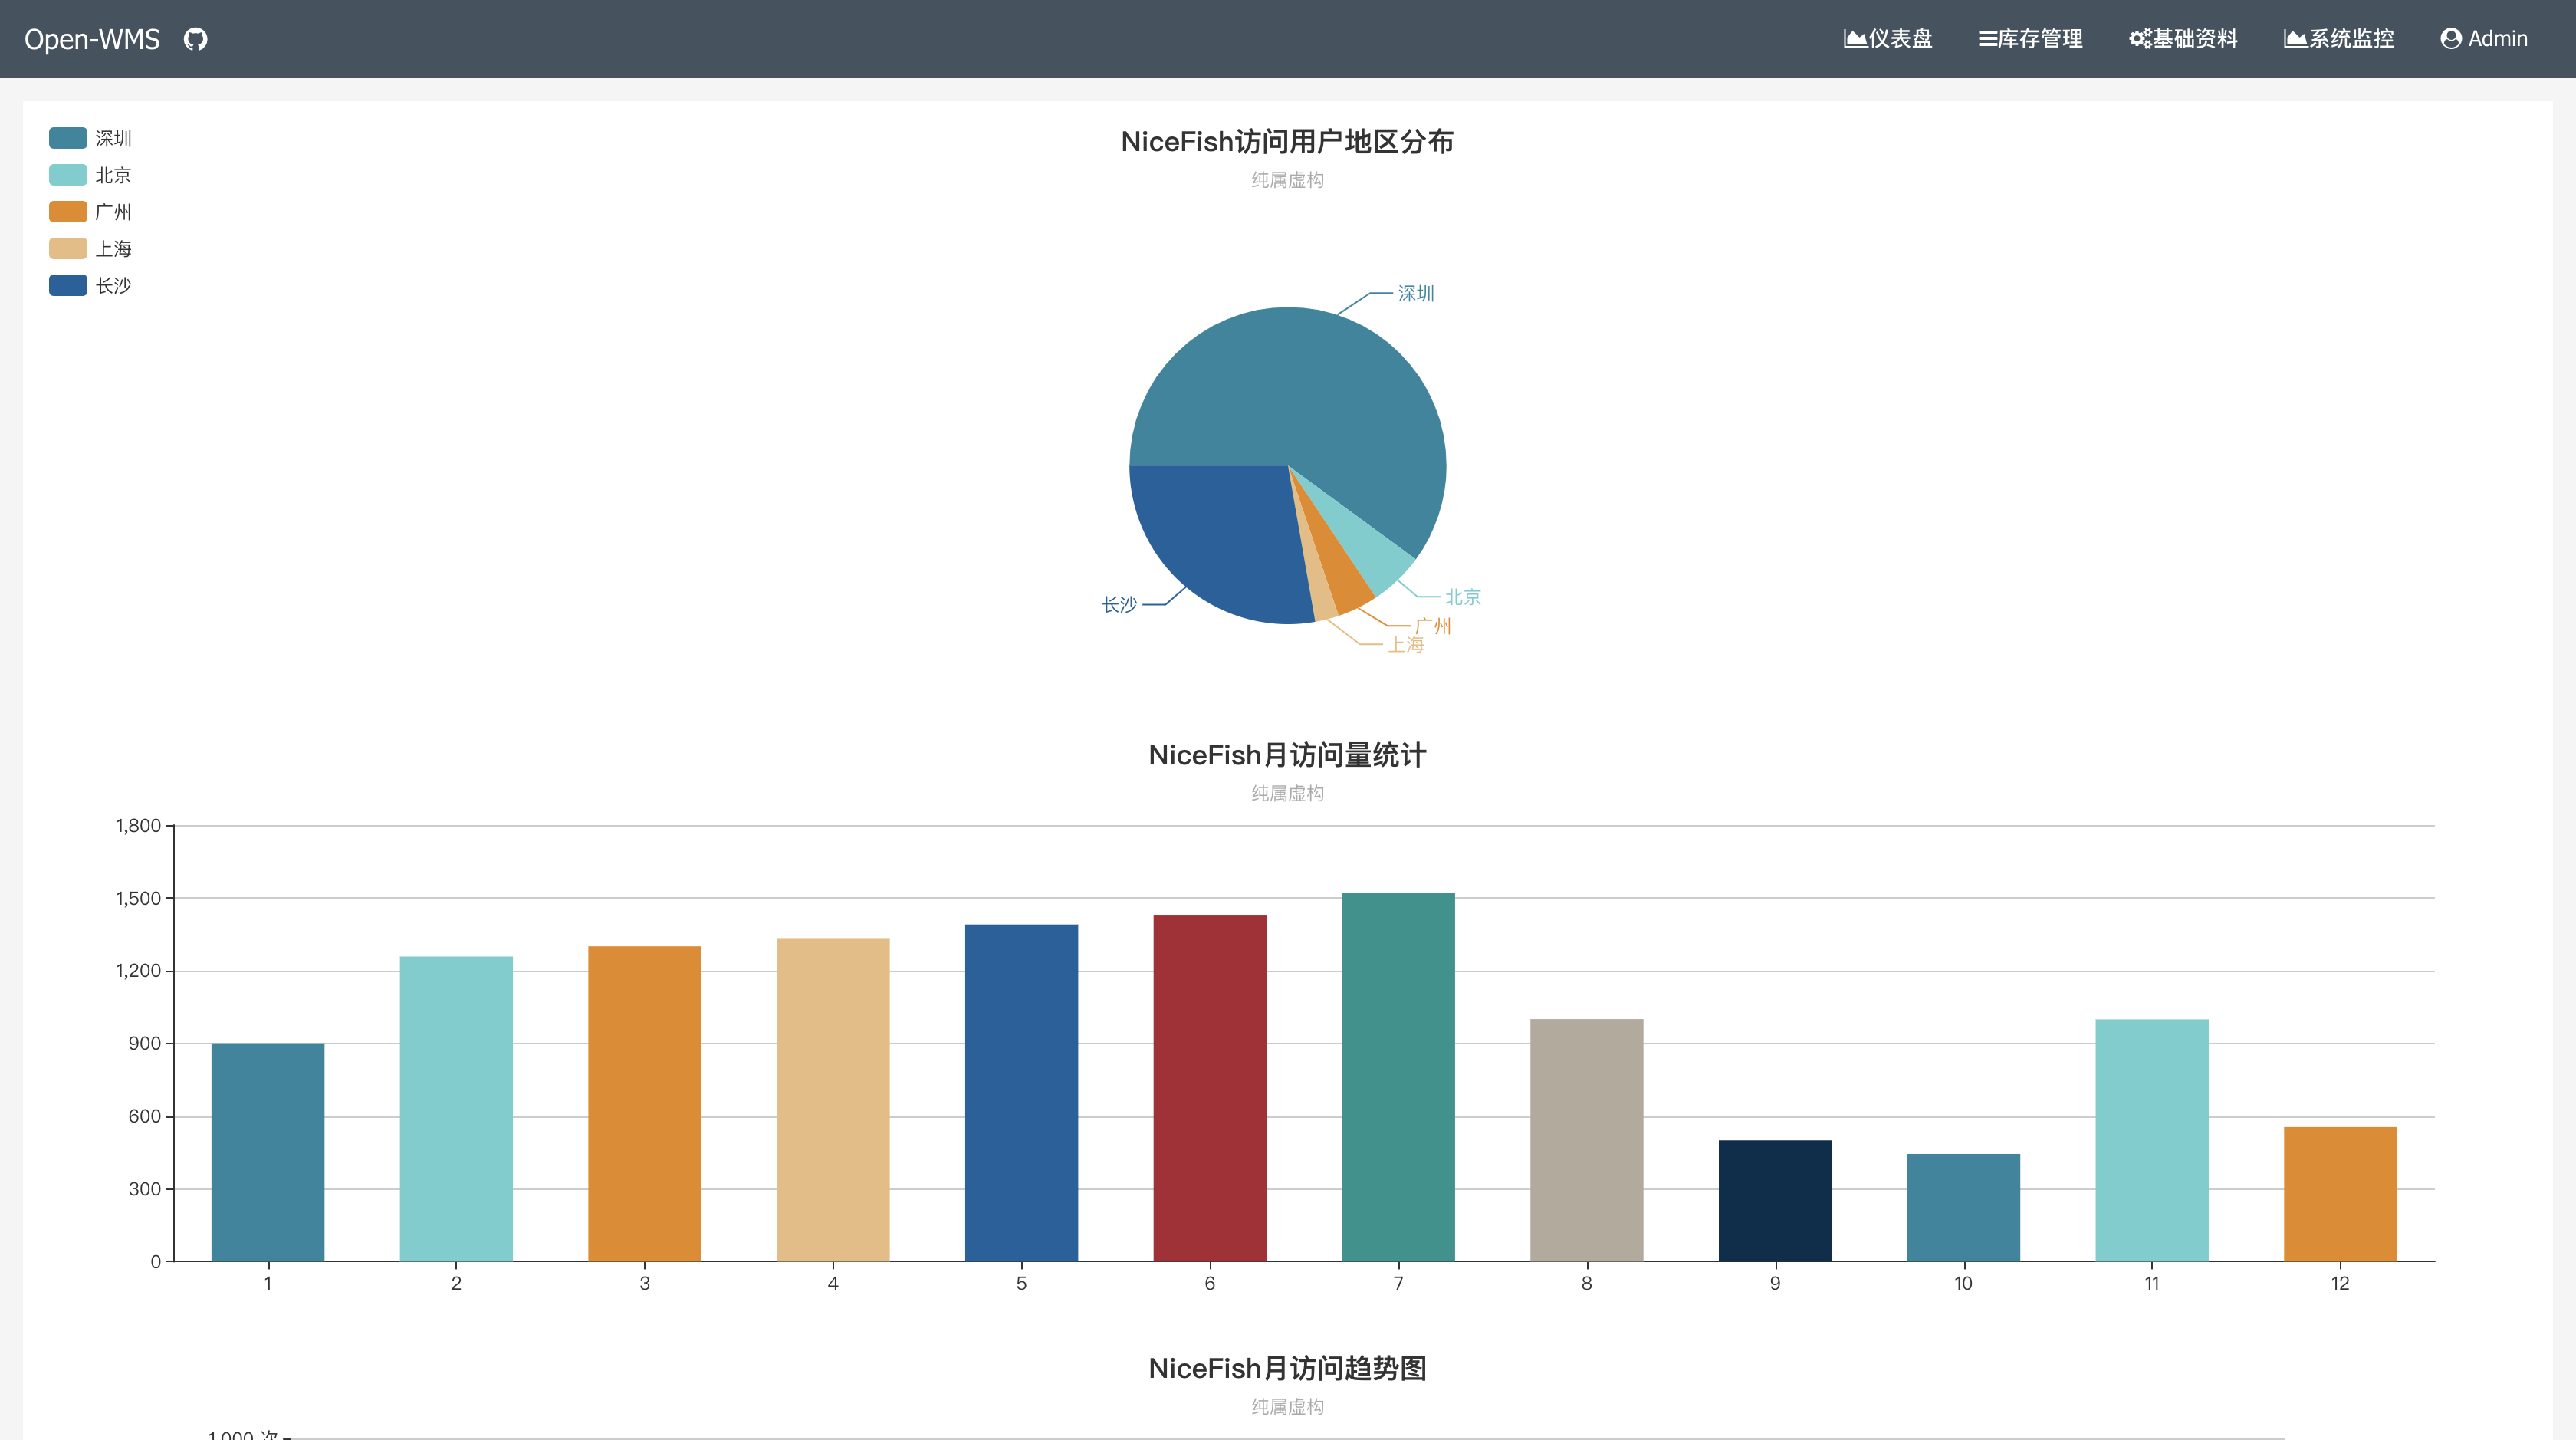 Open-WMS 仪表盘 库存管理 基础资料 系统监控 Admin
NiceFish访问用户地区分布
纯属虚构
深圳
北京
广州
上海
长沙
深圳
北京
广州
上海
长沙
NiceFish月访问量统计
纯属虚构
1,800
1,500
1,200
900
600
300
0
1 2 3 4 5 6 7 8 9 10 11 12
NiceFish月访问趋势图
纯属虚构
1,000 次